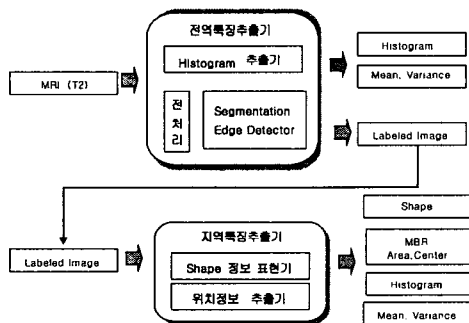 전역특징추출기
Histogram 추출기
Histogram
MRI (T2)
Mean, Variance
전
처
리
Segmentation
Edge Detector
Labeled Image
Shape
지역특징추출기
MBR
Area,Center
Labeled Image
Shape 정보 표현기
위치정보 추출기
Histogram
Mean, Variance